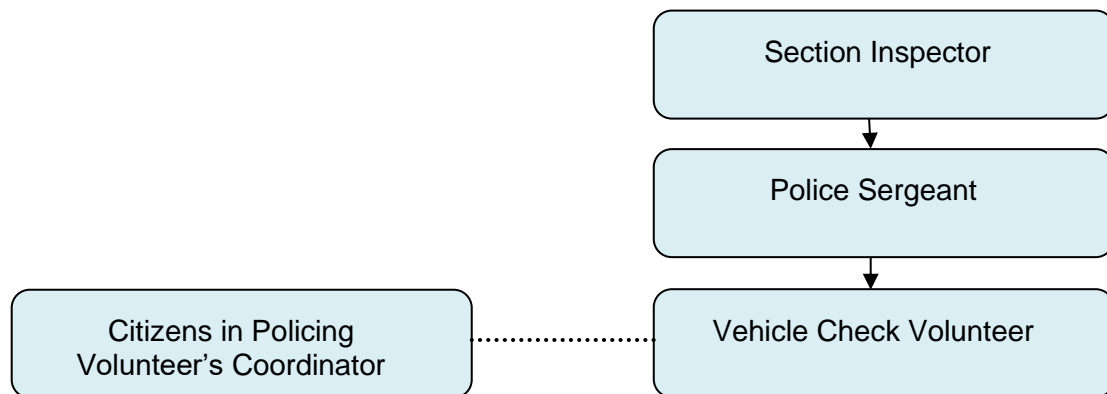 Section Inspector
Police Sergeant
Citizens in Policing
Volunteer’s Coordinator
Vehicle Check Volunteer